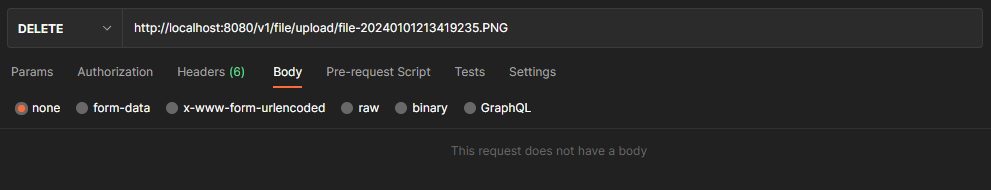 DELETE http://localhost:8080/v1/file/upload/file-20240101213419235.PNG
Params Authorization Headers (6) Body Pre-request Script Tests Settings
none form-data x-www-form-urlencoded raw binary GraphQL
This request does not have a body